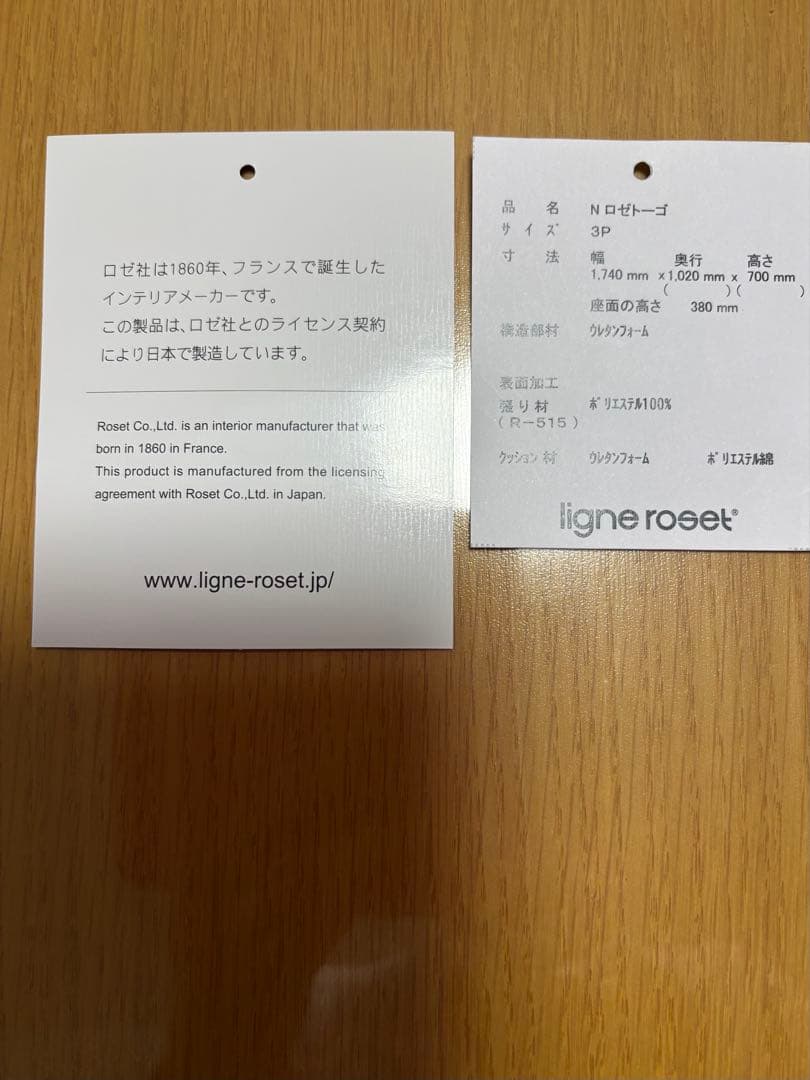 ロゼ社は1860年、フランスで誕生した
インテリアメーカーです。
この製品は、ロゼ社とのライセンス契約
により日本で製造しています。
Roset Co.,Ltd. is an interior manufacturer that was
born in 1860 in France.
This product is manufactured from the licensing
agreement with Roset Co.,Ltd. in Japan.
www.ligne-roset.jp/
品 名 N ロゼトーゴ
サ イ ズ 3P
寸 法 幅 奥行 高さ
1,740 mm x 1,020 mm x 700 mm
( ) ( )
座面の高さ 380 mm
構造部材 ウレタンフォーム
表面加工
張り材 ポリエステル100%
(R-515)
クッション材 ウレタンフォーム ポリエステル綿
ligne roset®